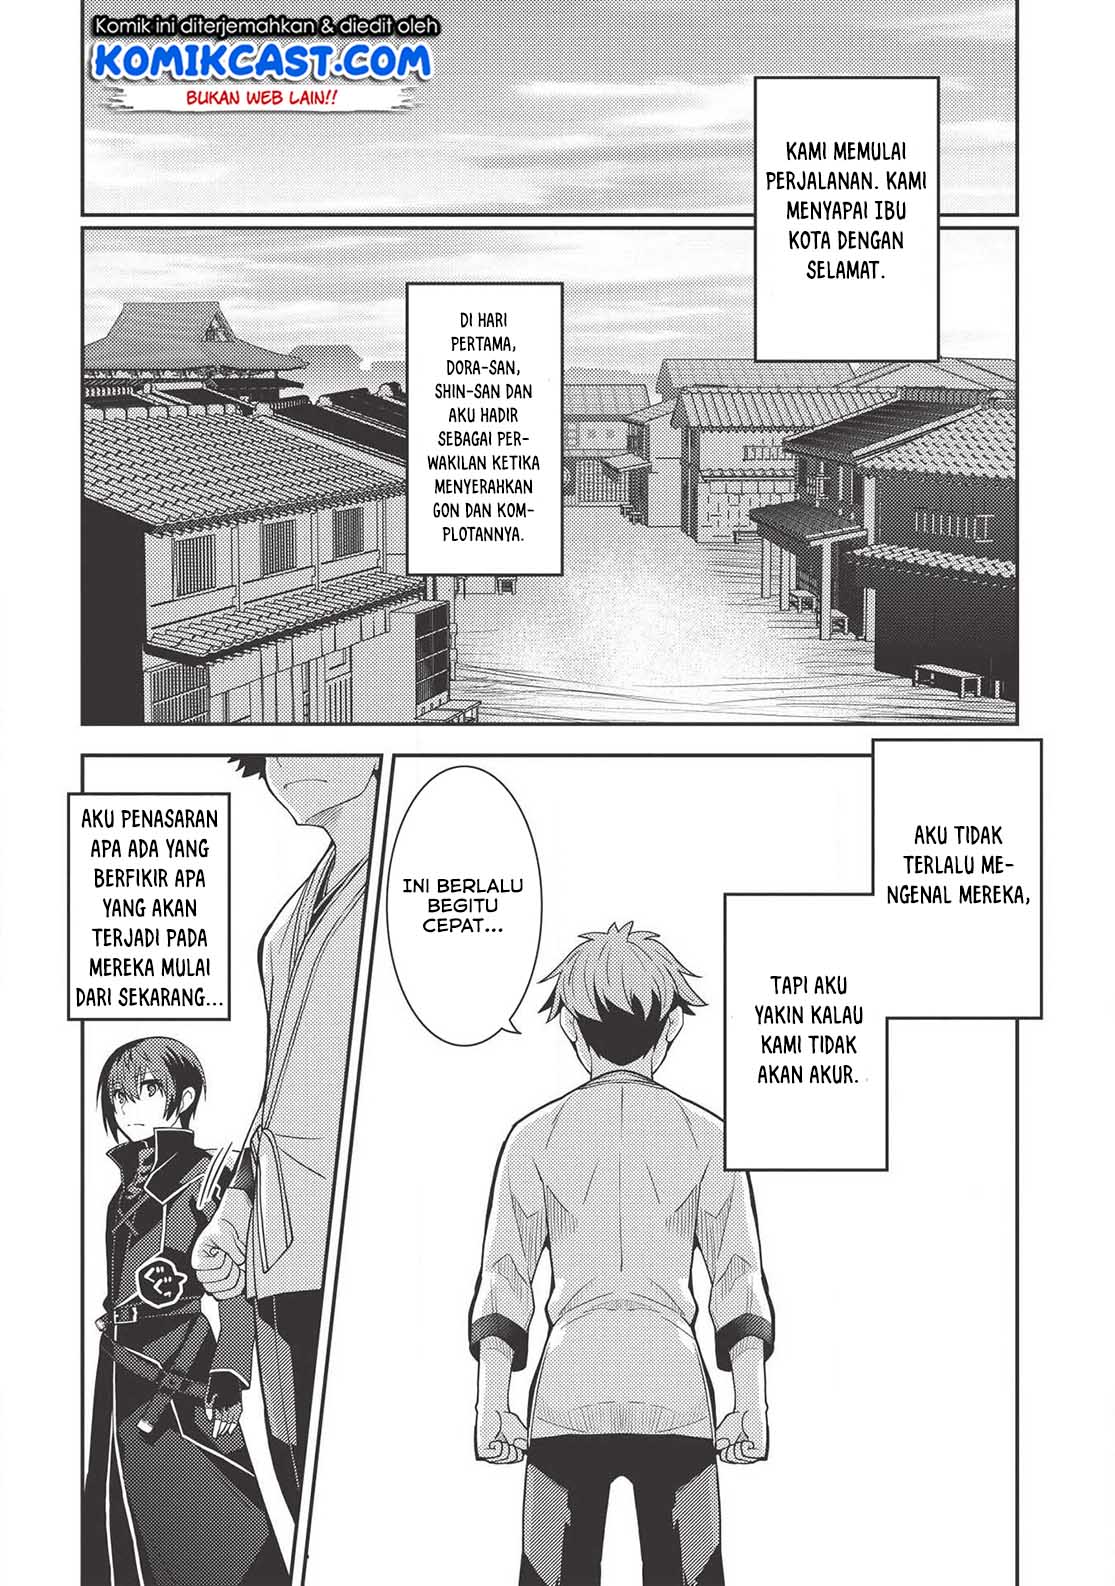 Komik ini diterjemahkan & diedit oleh
KOMIKCAST.COM
BUKAN WEB LAIN!!
KAMI MEMULAI
PERJALANAN. KAMI
MENYAPAI IBU
KOTA DENGAN
SELAMAT.
DI HARI
PERTAMA,
DORA-SAN,
SHIN-SAN DAN
AKU HADIR
SEBAGAI PER-
WAKILAN KETIKA
MENYERAHKAN
GON DAN KOM-
PLOTANNYA.
AKU TIDAK
TERLALU ME-
NGENAL MEREKA,
TAPI AKU
YAKIN KALAU
KAMI TIDAK
AKAN AKUR.
INI BERLALU
BEGITU
CEPAT...
AKU PENASARAN
APA ADA YANG
BERFIKIR APA
YANG AKAN
TERJADI PADA
MEREKA MULAI
DARI SEKARANG...